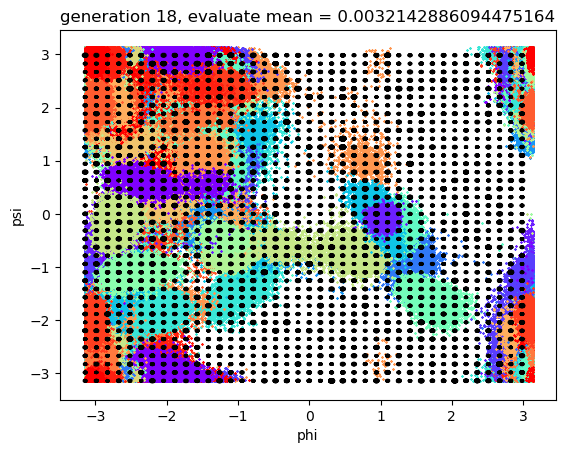 generation 18, evaluate mean = 0.0032142886094475164
3
2
1
0
−1
−2
−3
psi
−3 −2 −1 0 1 2 3
phi